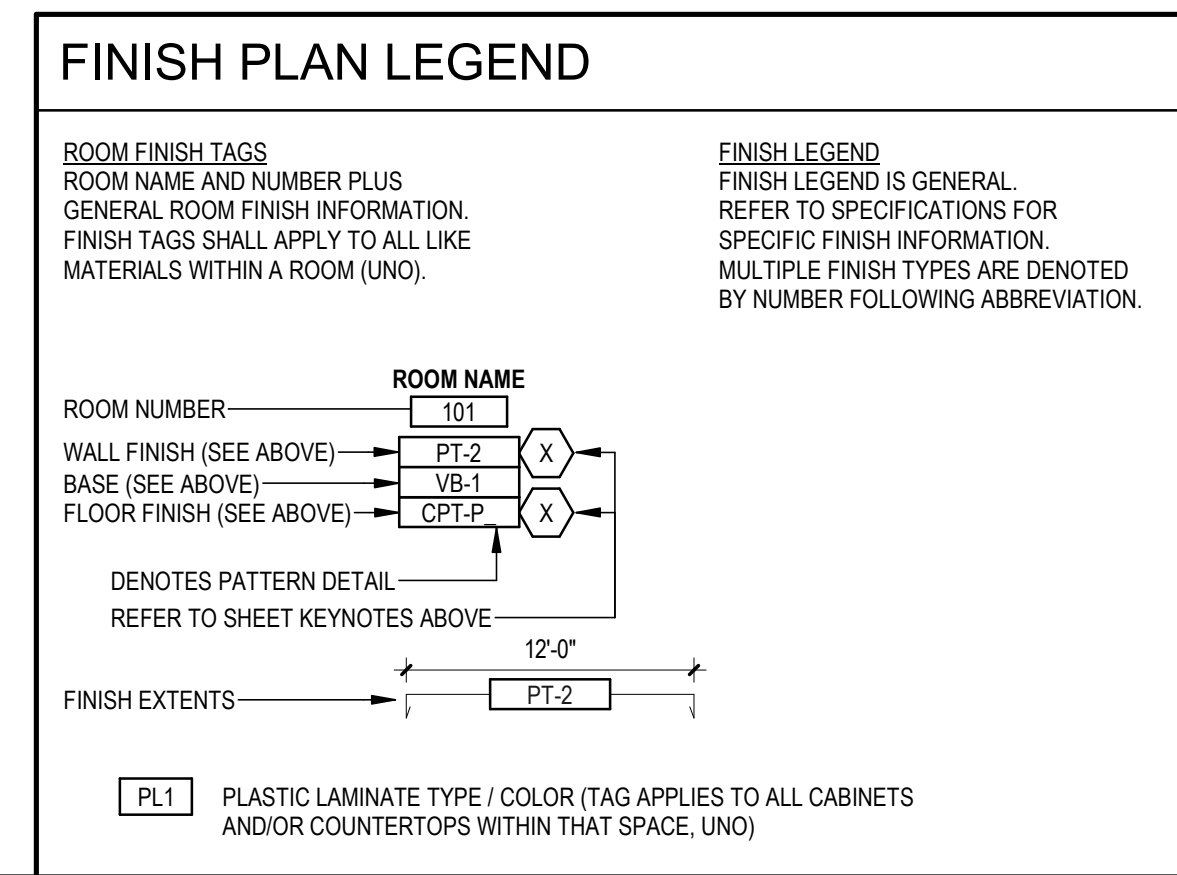 FINISH PLAN LEGEND
ROOM FINISH TAGS
ROOM NAME AND NUMBER PLUS
GENERAL ROOM FINISH INFORMATION.
FINISH TAGS SHALL APPLY TO ALL LIKE
MATERIALS WITHIN A ROOM (UNO).
FINISH LEGEND
FINISH LEGEND IS GENERAL.
REFER TO SPECIFICATIONS FOR
SPECIFIC FINISH INFORMATION.
MULTIPLE FINISH TYPES ARE DENOTED
BY NUMBER FOLLOWING ABBREVIATION.
ROOM NAME
ROOM NUMBER 101
WALL FINISH (SEE ABOVE) PT-2 X
BASE (SEE ABOVE) VB-1
FLOOR FINISH (SEE ABOVE) CPT-P_ X
DENOTES PATTERN DETAIL
REFER TO SHEET KEYNOTES ABOVE
12'-0"
FINISH EXTENTS PT-2
PL1 PLASTIC LAMINATE TYPE / COLOR (TAG APPLIES TO ALL CABINETS
AND/OR COUNTERTOPS WITHIN THAT SPACE, UNO)